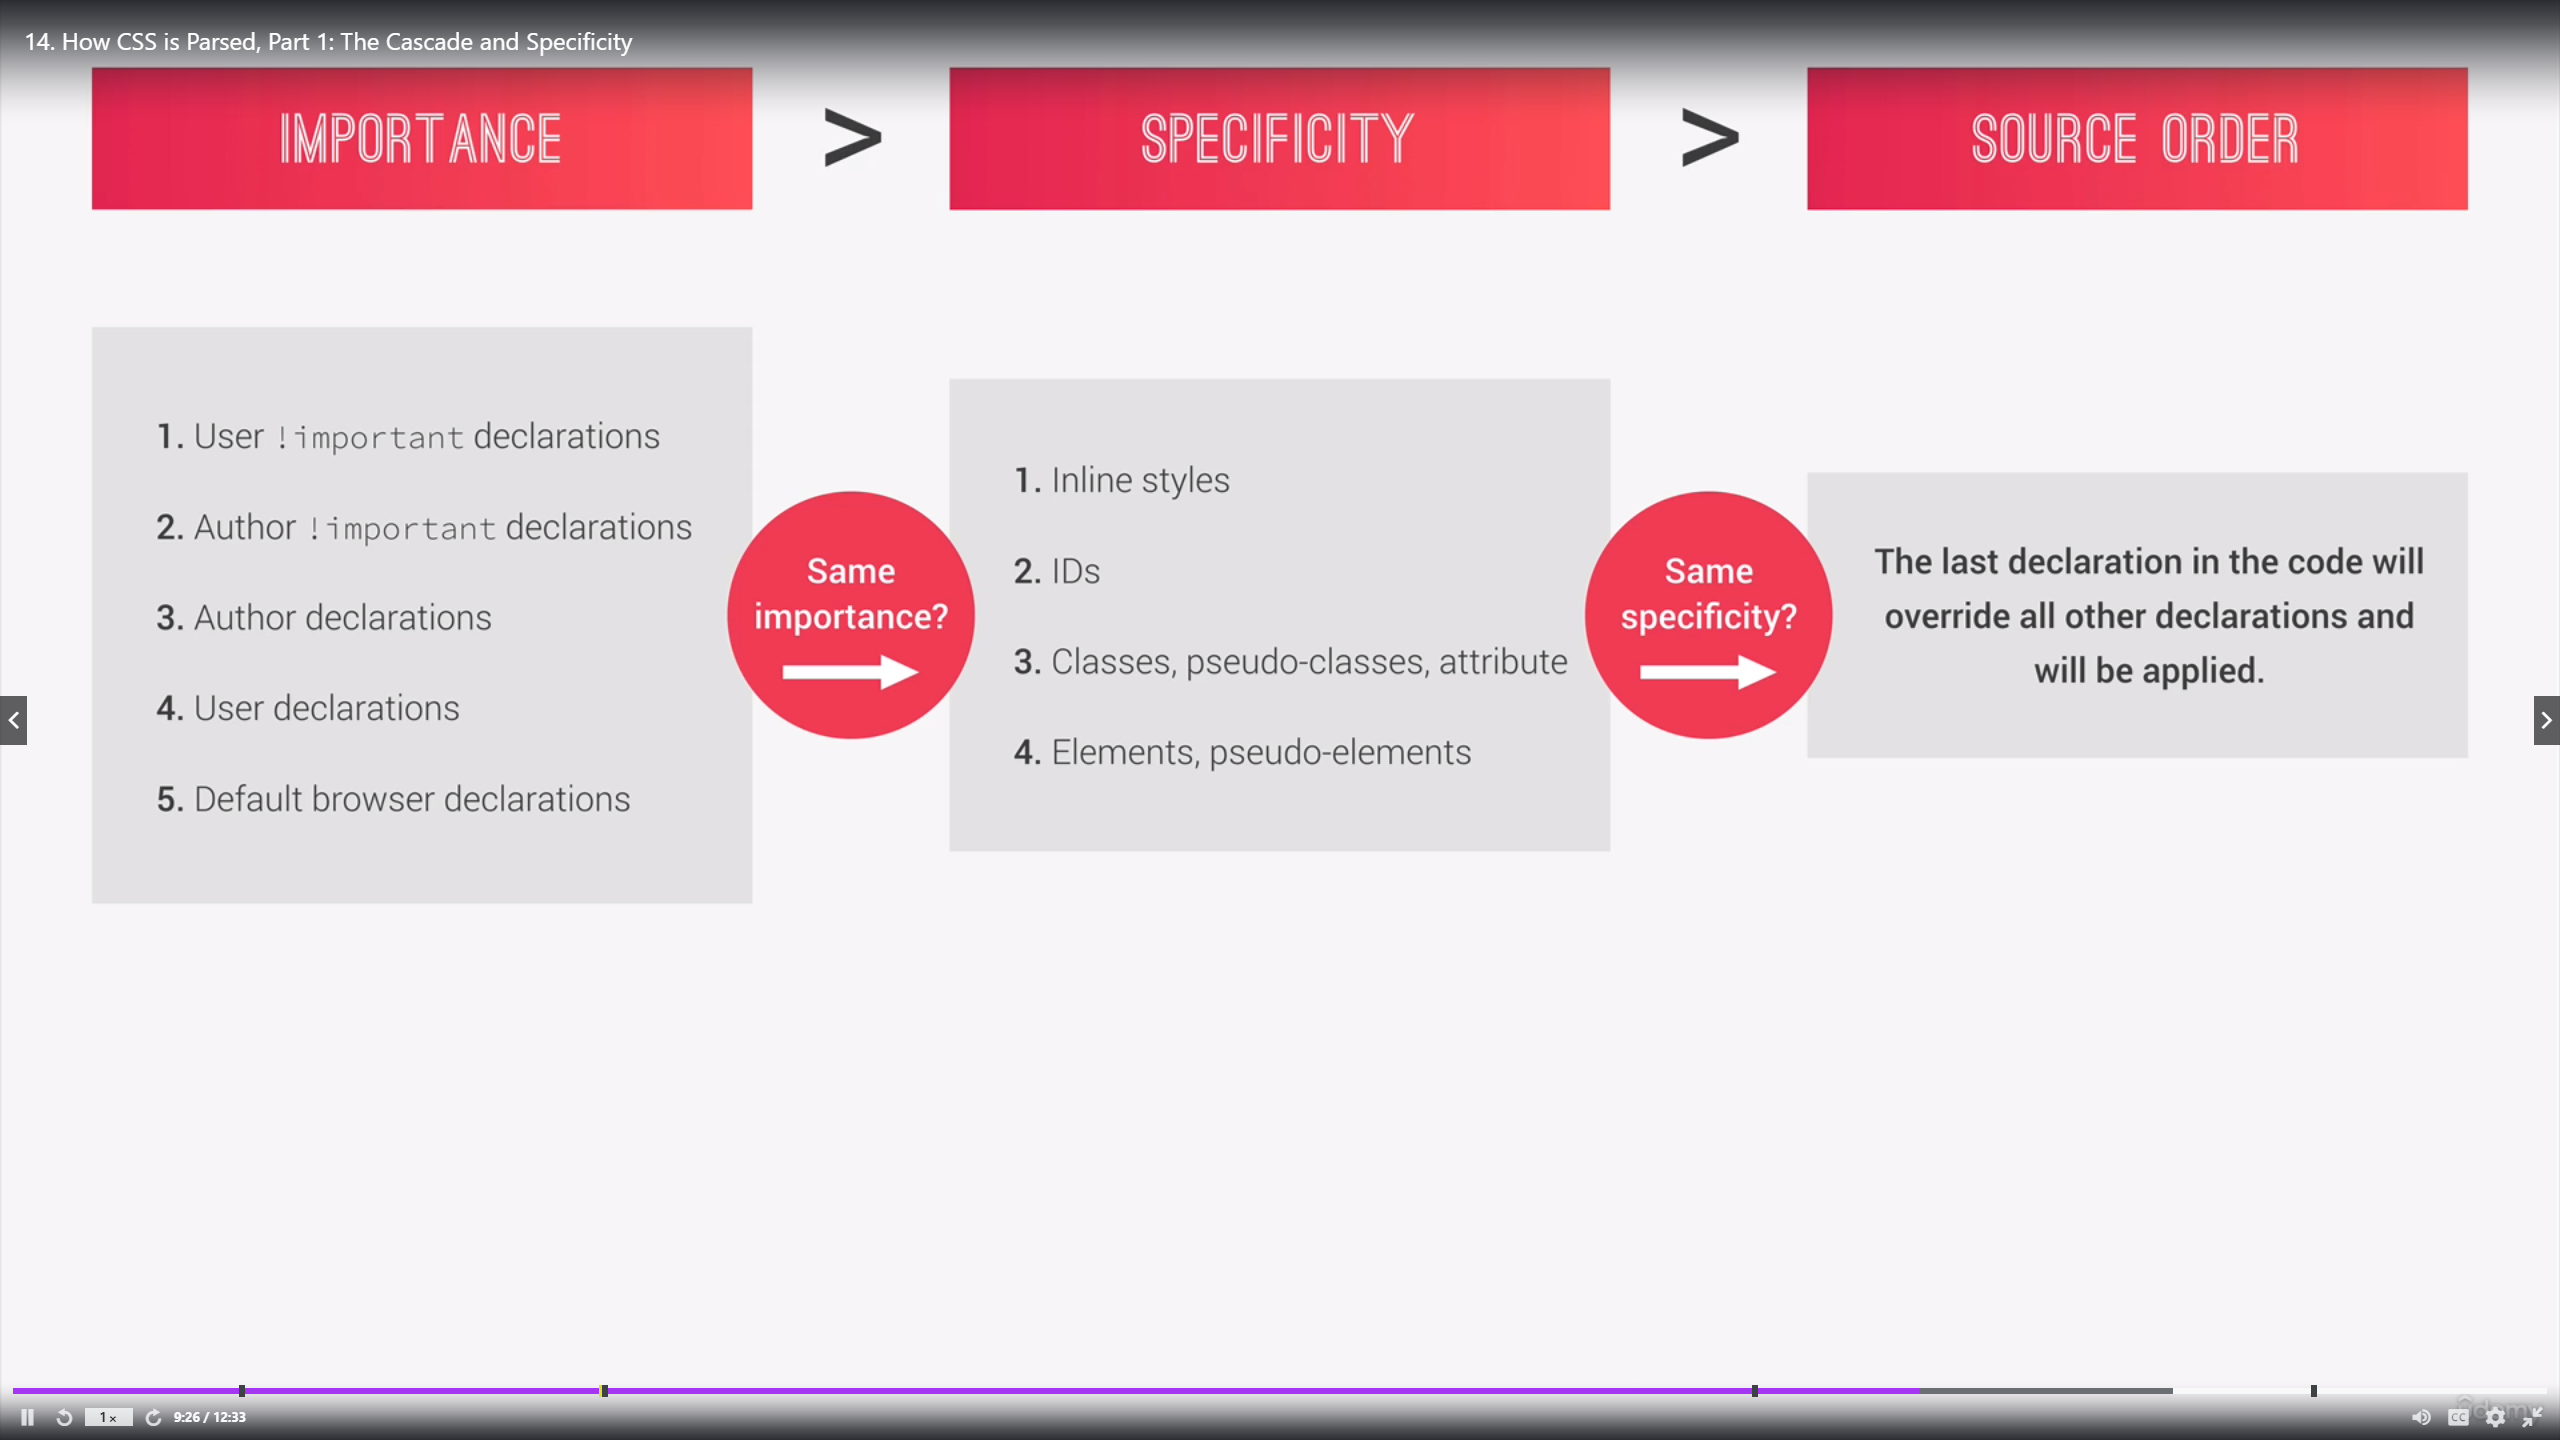 14. How CSS is Parsed, Part 1: The Cascade and Specificity
IMPORTANCE
>
SPECIFICITY
>
SOURCE ORDER
1. User !important declarations
2. Author !important declarations
3. Author declarations
4. User declarations
5. Default browser declarations
Same
importance?
1. Inline styles
2. IDs
3. Classes, pseudo-classes, attribute
4. Elements, pseudo-elements
Same
specificity?
The last declaration in the code will
override all other declarations and
will be applied.
1×
9:26 / 12:33
CC